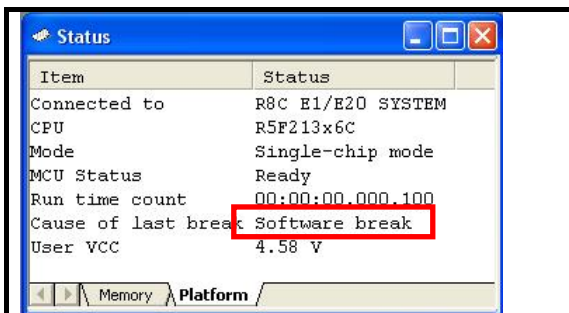 Status
Item Status
Connected to R8C E1/E20 SYSTEM
CPU R5F213x6C
Mode Single-chip mode
MCU Status Ready
Run time count 00:00:00.000.100
Cause of last break Software break
User VCC 4.58 V
Memory Platform